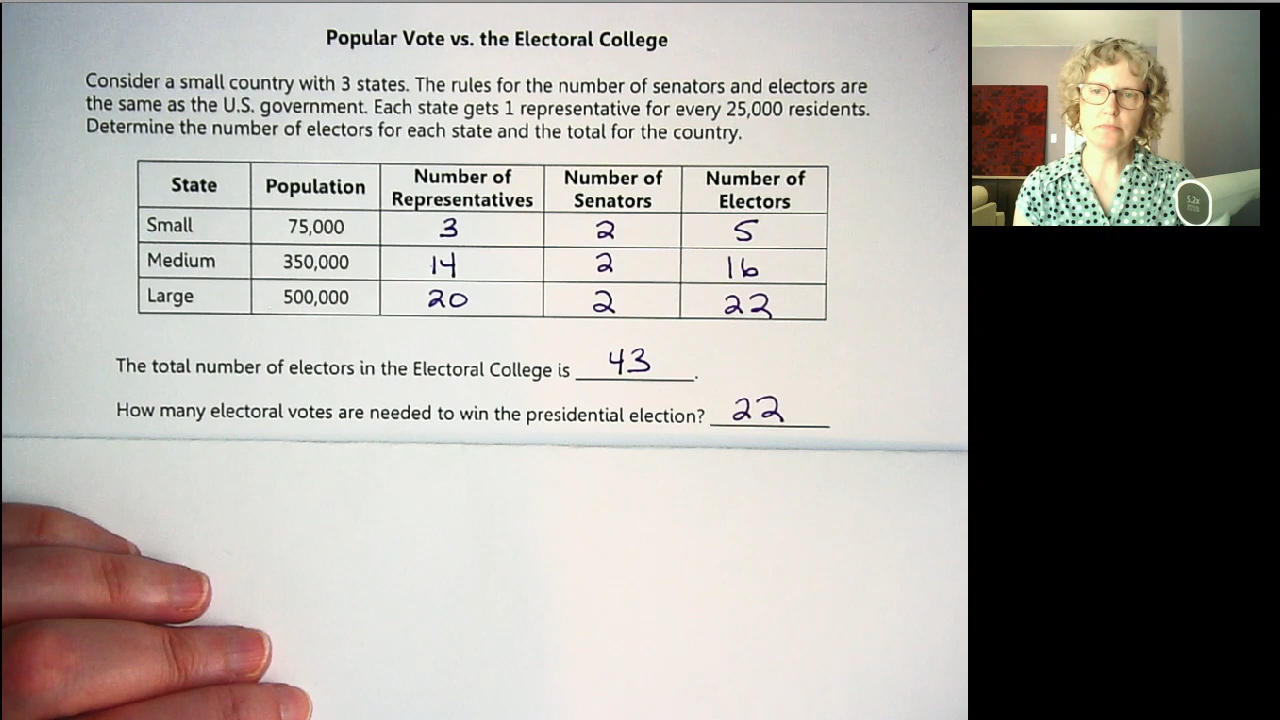 Popular Vote vs. the Electoral College
Consider a small country with 3 states. The rules for the number of senators and electors are
the same as the U.S. government. Each state gets 1 representative for every 25,000 residents.
Determine the number of electors for each state and the total for the country.
State Population Number of Representatives Number of Senators Number of Electors
Small 75,000 3 2 5
Medium 350,000 14 2 16
Large 500,000 20 2 22
The total number of electors in the Electoral College is 43.
How many electoral votes are needed to win the presidential election? 22
5.2x